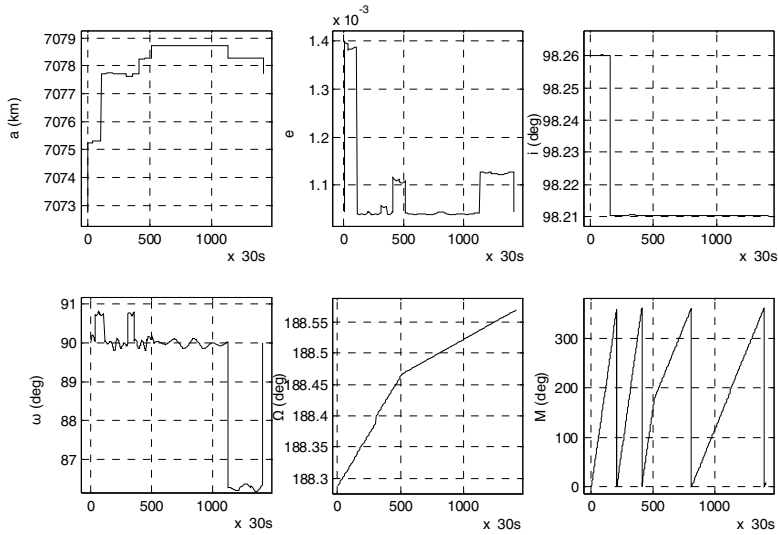 7079
7078
7077
7076
7075
7074
7073
a (km)
0 500 1000
x 30s
x 10⁻³
1.4
1.3
1.2
1.1
e
0 500 1000
x 30s
98.26
98.25
98.24
98.23
98.22
98.21
i (deg)
0 500 1000
x 30s
91
90
89
88
87
ω (deg)
0 500 1000
x 30s
188.55
188.5
188.45
188.4
188.35
188.3
Ω (deg)
0 500 1000
x 30s
300
200
100
0
M (deg)
0 500 1000
x 30s